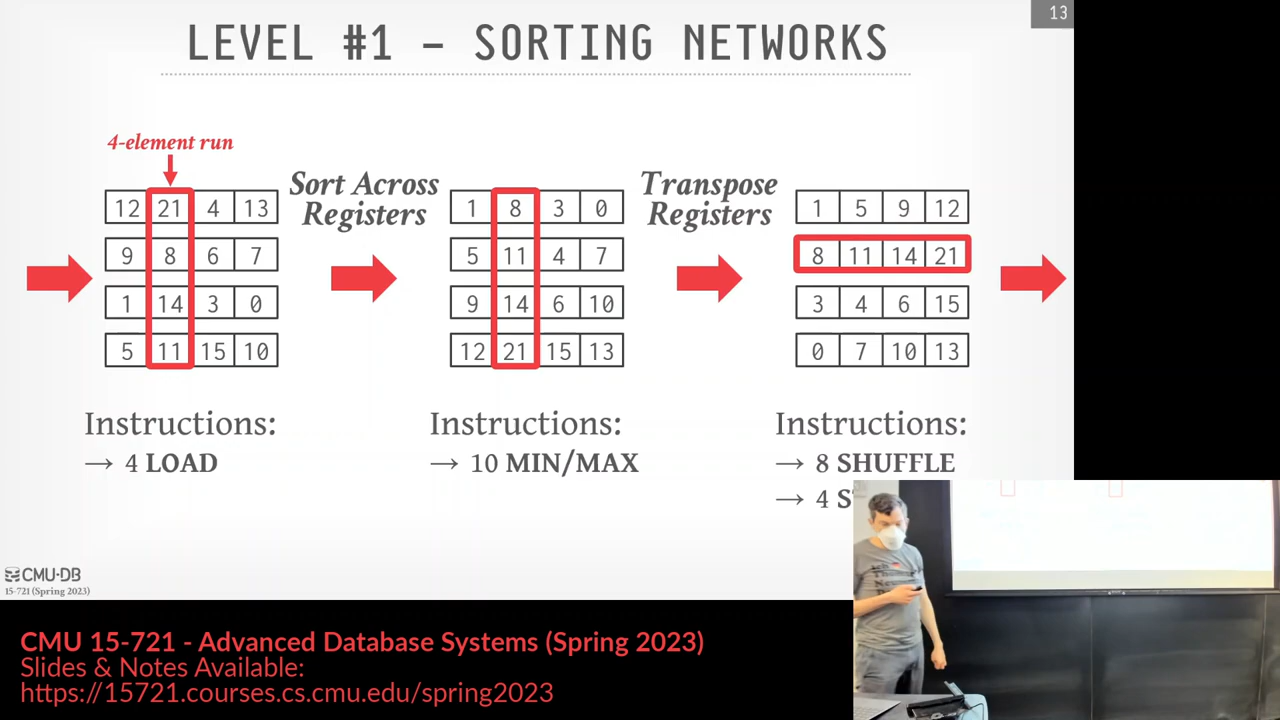 13
LEVEL #1 – SORTING NETWORKS
4-element run
12 21 4 13
9 8 6 7
1 14 3 0
5 11 15 10
Sort Across
Registers
1 8 3 0
5 11 4 7
9 14 6 10
12 21 15 13
Transpose
Registers
1 5 9 12
8 11 14 21
3 4 6 15
0 7 10 13
Instructions:
→ 4 LOAD
Instructions:
→ 10 MIN/MAX
Instructions:
→ 8 SHUFFLE
→ 4
CMU·DB
15-721 (Spring 2023)
CMU 15-721 - Advanced Database Systems (Spring 2023)
Slides & Notes Available:
https://15721.courses.cs.cmu.edu/spring2023